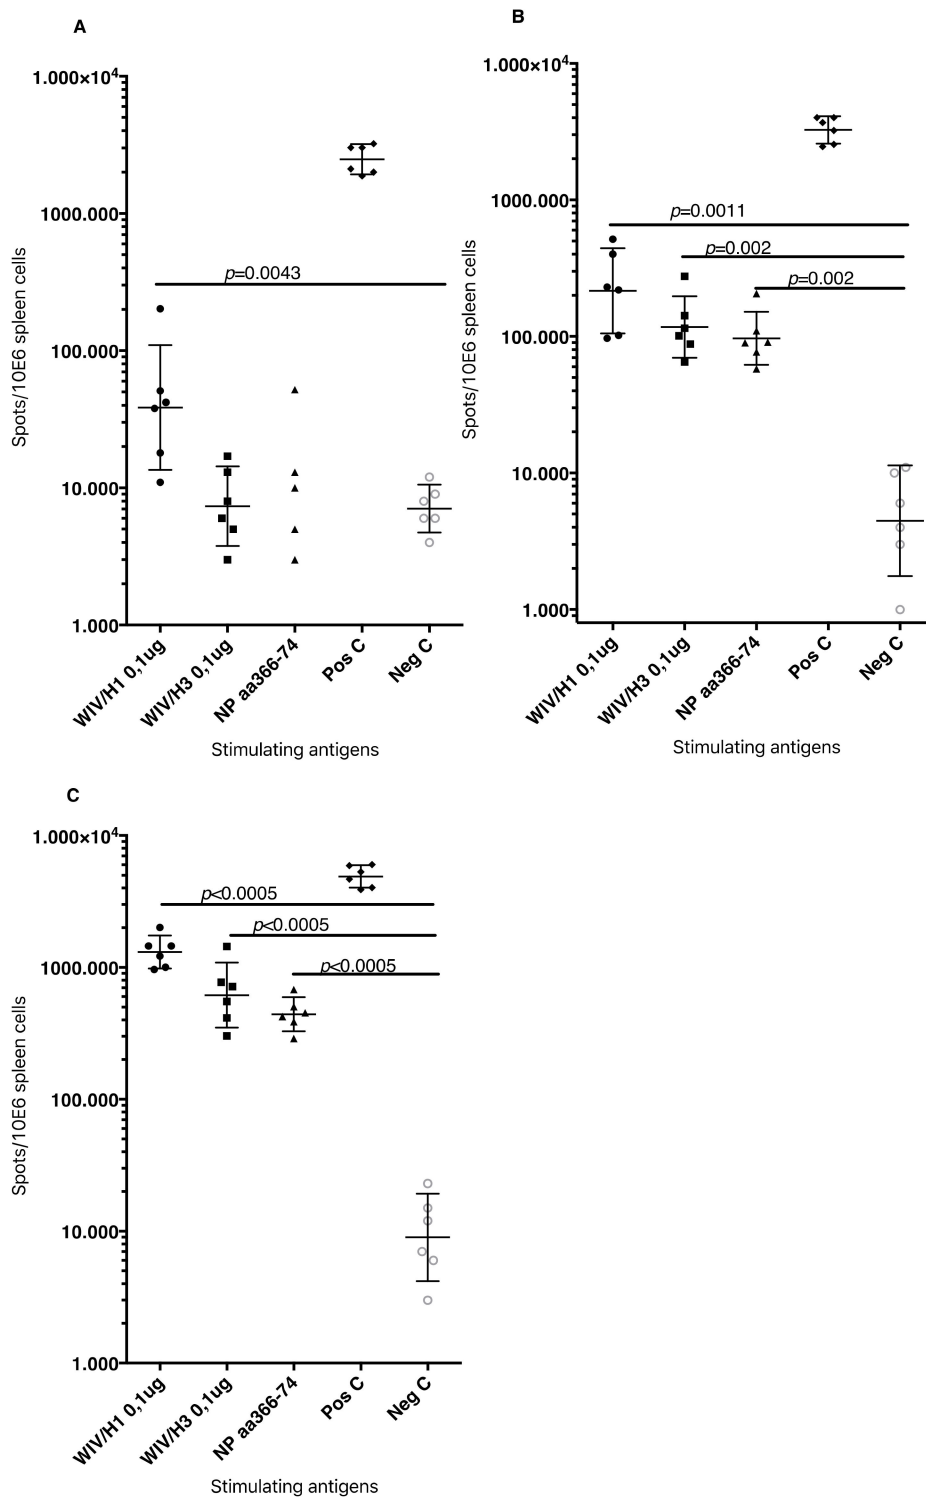 A
Spots/10E6 spleen cells
1.000×10⁴
1000.000
100.000
10.000
1.000
p=0.0043
WIV/H1 0,1ug
WIV/H3 0,1ug
NP aa366-74
Pos C
Neg C
Stimulating antigens
B
Spots/10E6 spleen cells
1.000×10⁴
1000.000
100.000
10.000
1.000
p=0.0011
p=0.002
p=0.002
WIV/H1 0,1ug
WIV/H3 0,1ug
NP aa366-74
Pos C
Neg C
Stimulating antigens
C
Spots/10E6 spleen cells
1.000×10⁴
1000.000
100.000
10.000
1.000
p<0.0005
p<0.0005
p<0.0005
WIV/H1 0,1ug
WIV/H3 0,1ug
NP aa366-74
Pos C
Neg C
Stimulating antigens